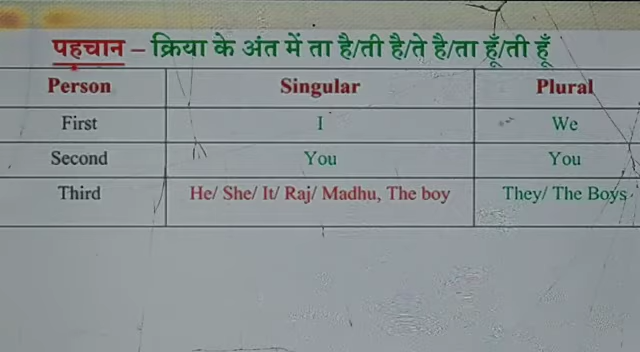 पहचान – क्रिया के अंत में ता है/ती है/ते है/ता हूँ/ती हूँ
Person Singular Plural
First I We
Second You You
Third He/ She/ It/ Raj/ Madhu, The boy They/ The Boys